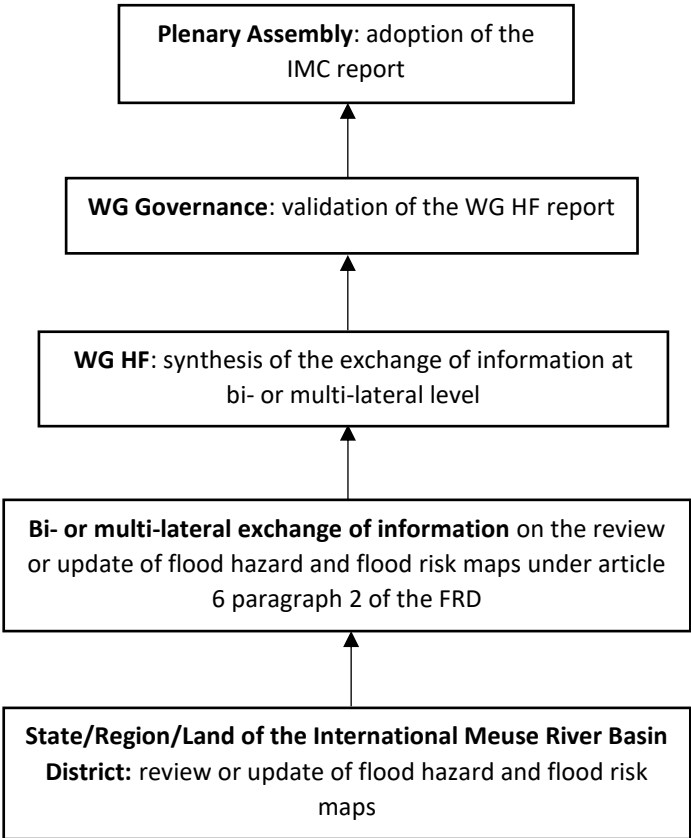 Plenary Assembly: adoption of the
IMC report
WG Governance: validation of the WG HF report
WG HF: synthesis of the exchange of information at
bi- or multi-lateral level
Bi- or multi-lateral exchange of information on the review
or update of flood hazard and flood risk maps under article
6 paragraph 2 of the FRD
State/Region/Land of the International Meuse River Basin
District: review or update of flood hazard and flood risk
maps